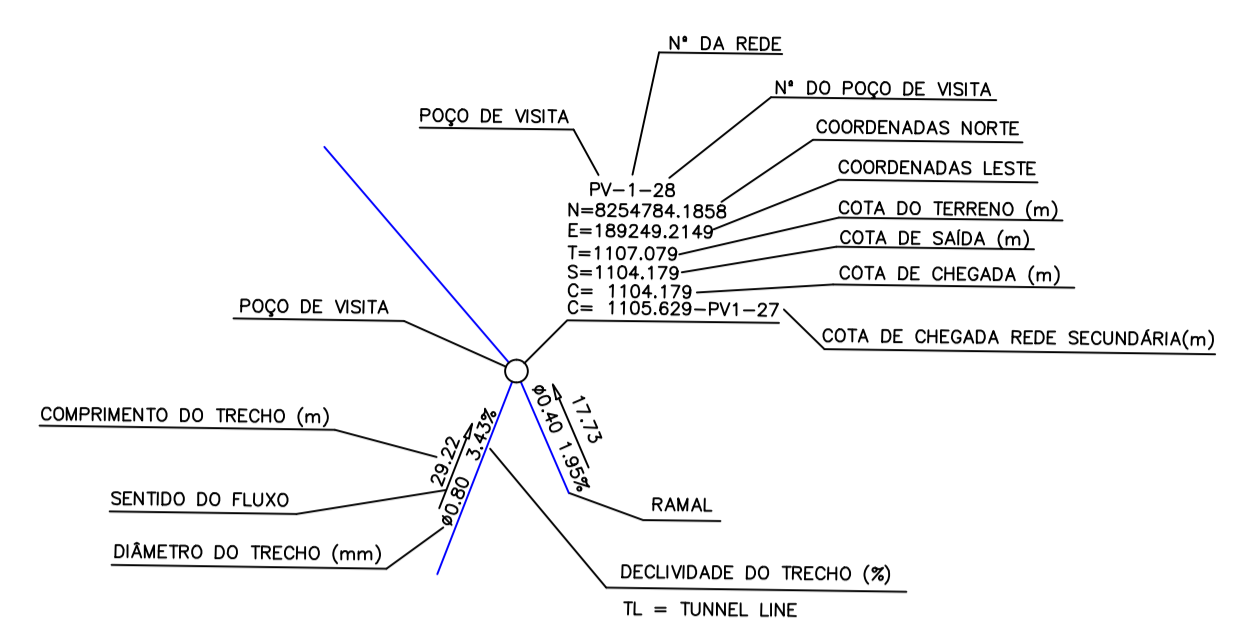 Nª DA REDE
Nª DO POÇO DE VISITA
POÇO DE VISITA
COORDENADAS NORTE
COORDENADAS LESTE
PV-1-28
N=8254784.1858
COTA DO TERRENO (m)
E=189249.2149
COTA DE SAÍDA (m)
T=1107.079
S=1104.179
COTA DE CHEGADA (m)
C= 1104.179
C= 1105.629-PV1-27
POÇO DE VISITA
COTA DE CHEGADA REDE SECUNDÁRIA(m)
COMPRIMENTO DO TRECHO (m)
29.22
ø0.80 3.43%
17.73
ø0.40 1.95%
SENTIDO DO FLUXO
RAMAL
DIÂMETRO DO TRECHO (mm)
DECLIVIDADE DO TRECHO (%)
TL = TUNNEL LINE